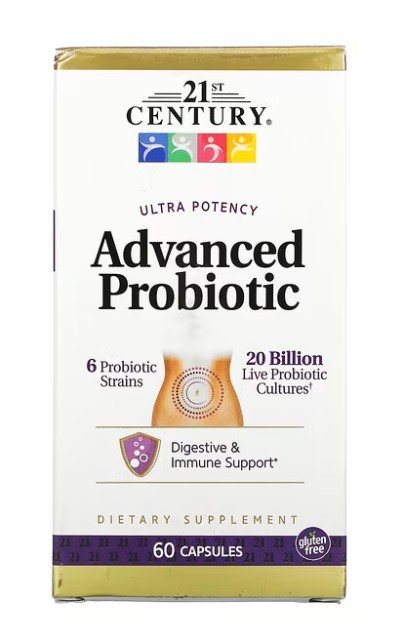 21ST
CENTURY®
ULTRA POTENCY
Advanced
Probiotic
6 Probiotic
Strains
20 Billion
Live Probiotic
Cultures†
Digestive &
Immune Support*
DIETARY SUPPLEMENT
60 CAPSULES
gluten
free